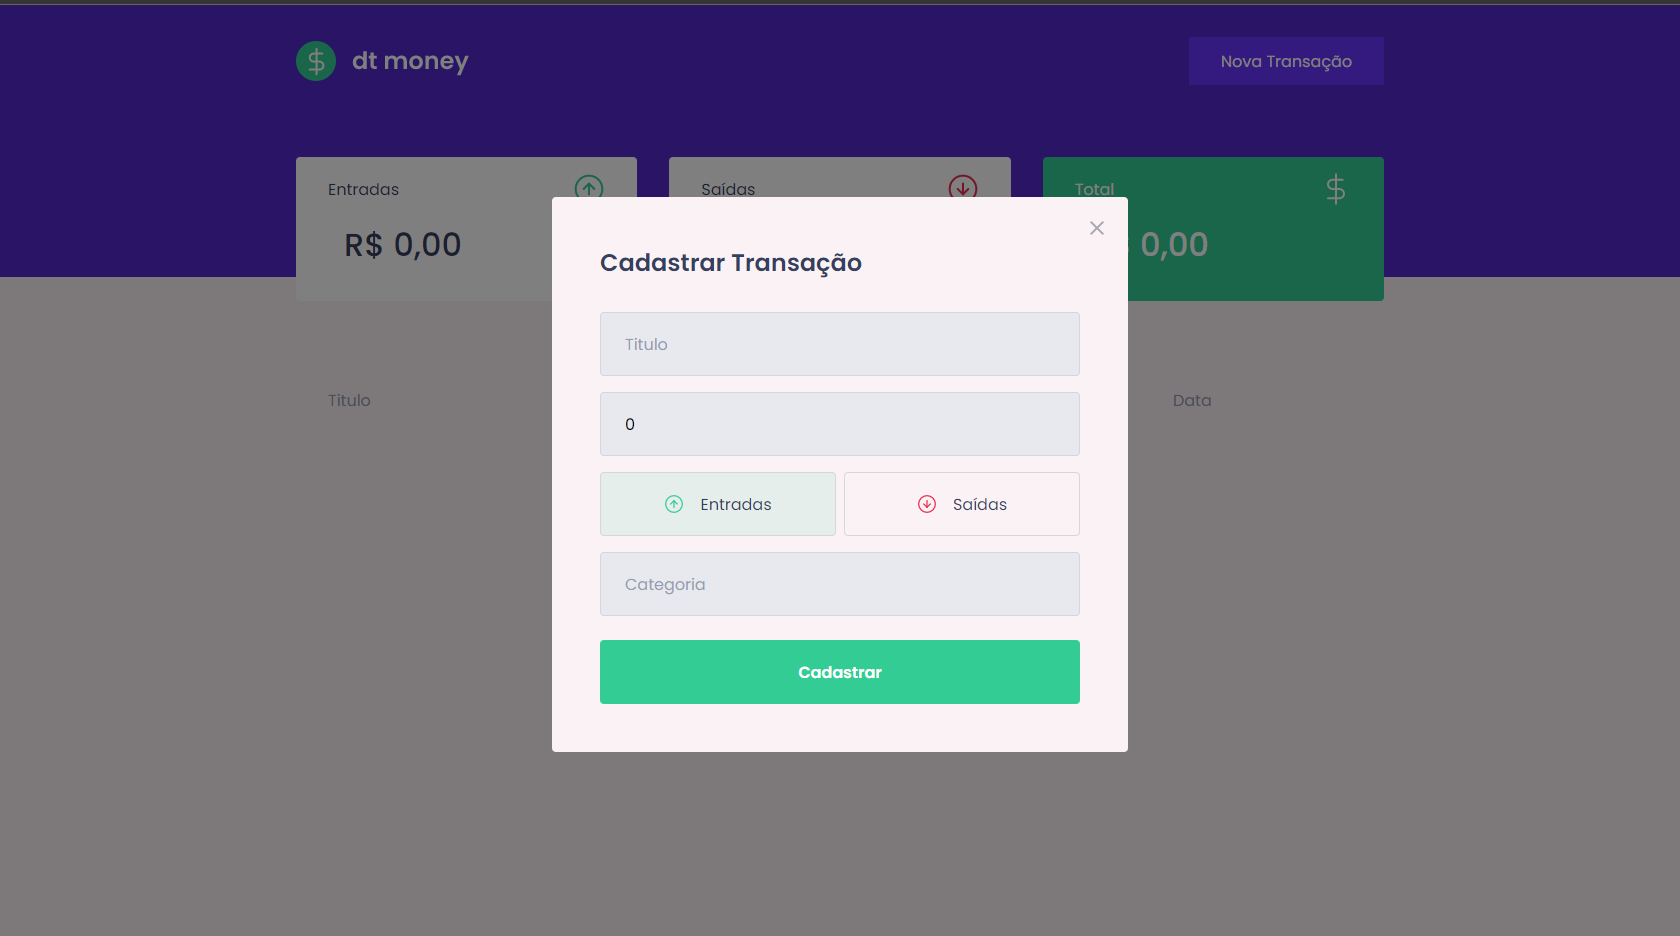 dt money
Nova Transação
Entradas
Saídas
Total
R$ 0,00
0,00
Cadastrar Transação
Titulo
0
Entradas
Saídas
Categoria
Cadastrar
Titulo
Data